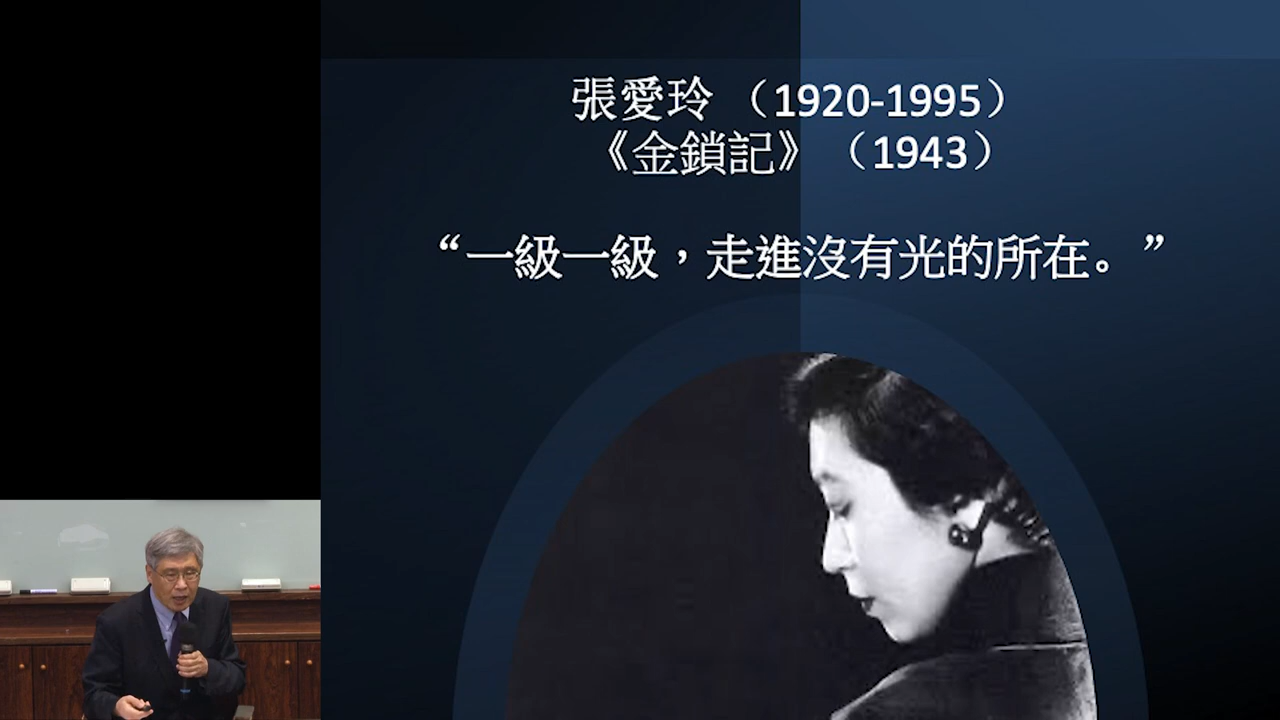 張愛玲 （1920-1995）
《金鎖記》 （1943）
“一級一級，走進沒有光的所在。”